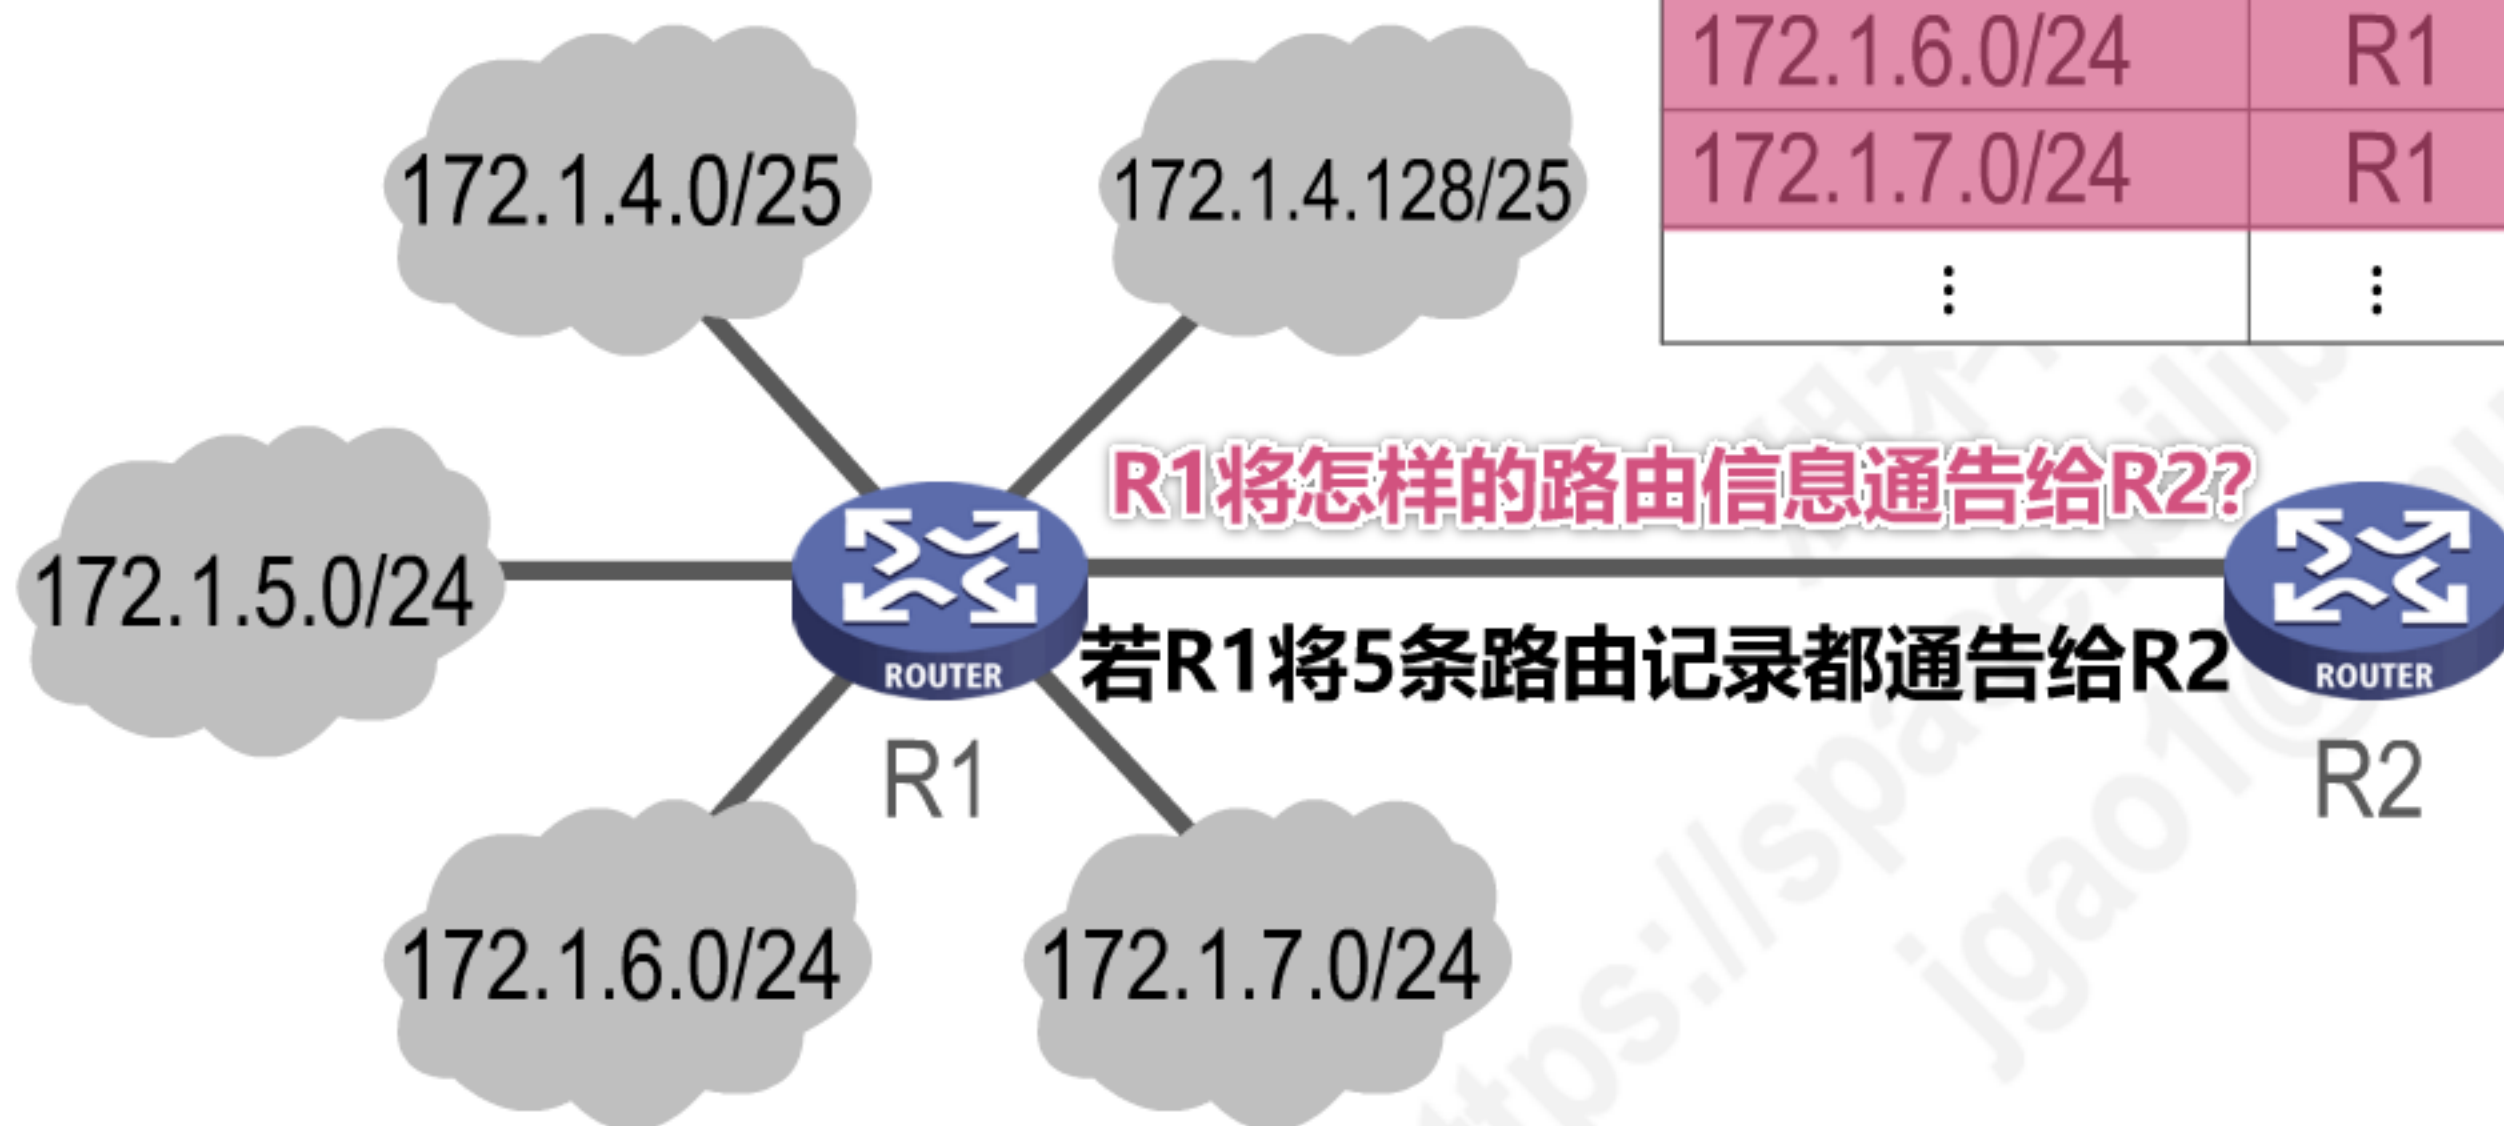 172.1.6.0/24 R1
172.1.7.0/24 R1
⋮ ⋮
172.1.4.0/25
172.1.4.128/25
R1将怎样的路由信息通告给R2?
172.1.5.0/24
若R1将5条路由记录都通告给R2
ROUTER
ROUTER
R1
R2
172.1.6.0/24
172.1.7.0/24